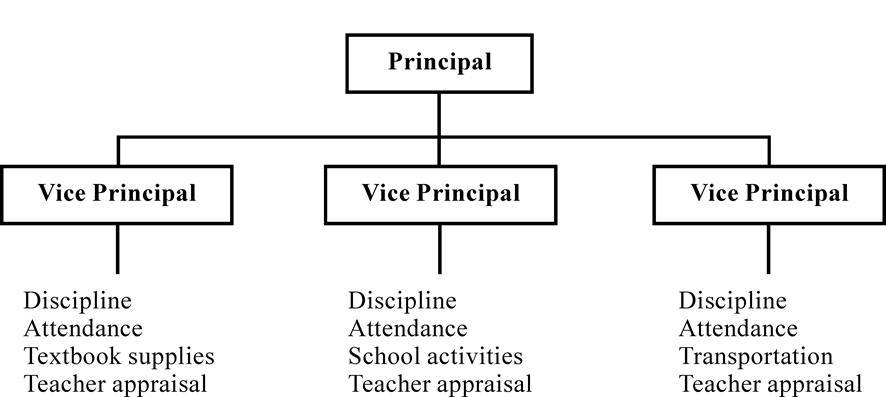 Principal
Vice Principal
Discipline
Attendance
Textbook supplies
Teacher appraisal
Vice Principal
Discipline
Attendance
School activities
Teacher appraisal
Vice Principal
Discipline
Attendance
Transportation
Teacher appraisal